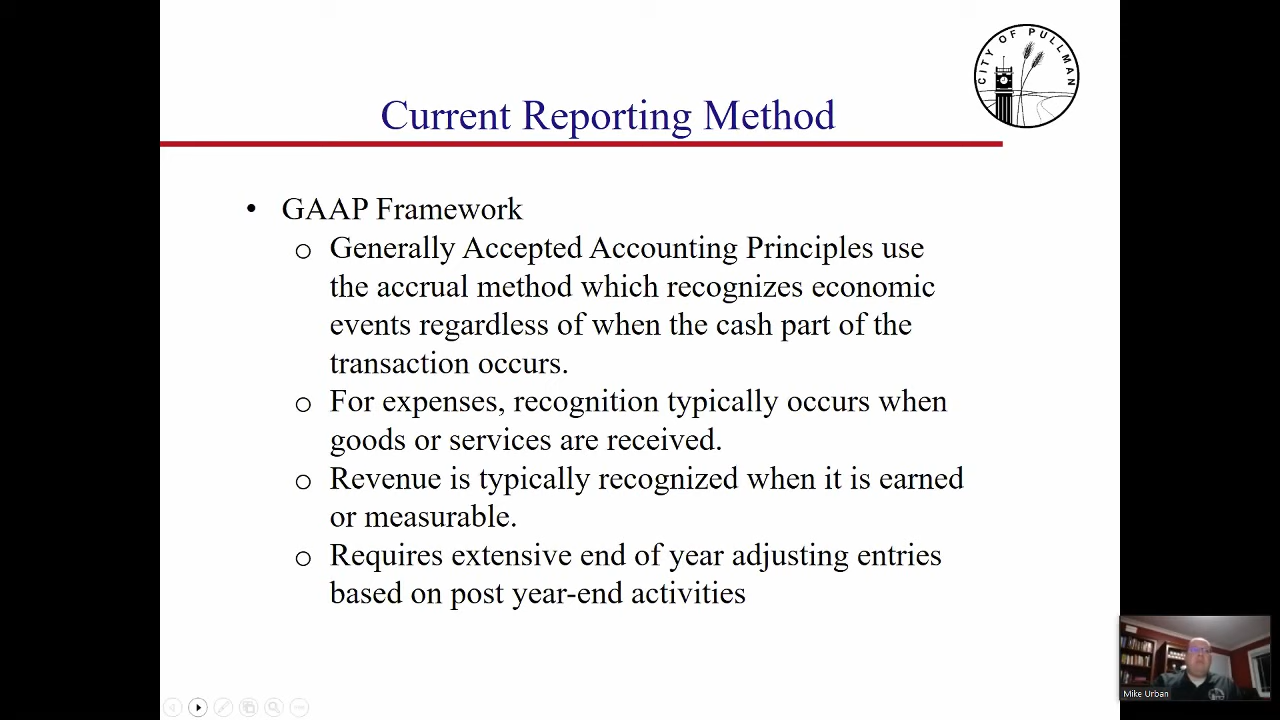 CITY OF PULLMAN
Current Reporting Method
• GAAP Framework
o Generally Accepted Accounting Principles use
the accrual method which recognizes economic
events regardless of when the cash part of the
transaction occurs.
o For expenses, recognition typically occurs when
goods or services are received.
o Revenue is typically recognized when it is earned
or measurable.
o Requires extensive end of year adjusting entries
based on post year-end activities
Mike Urban